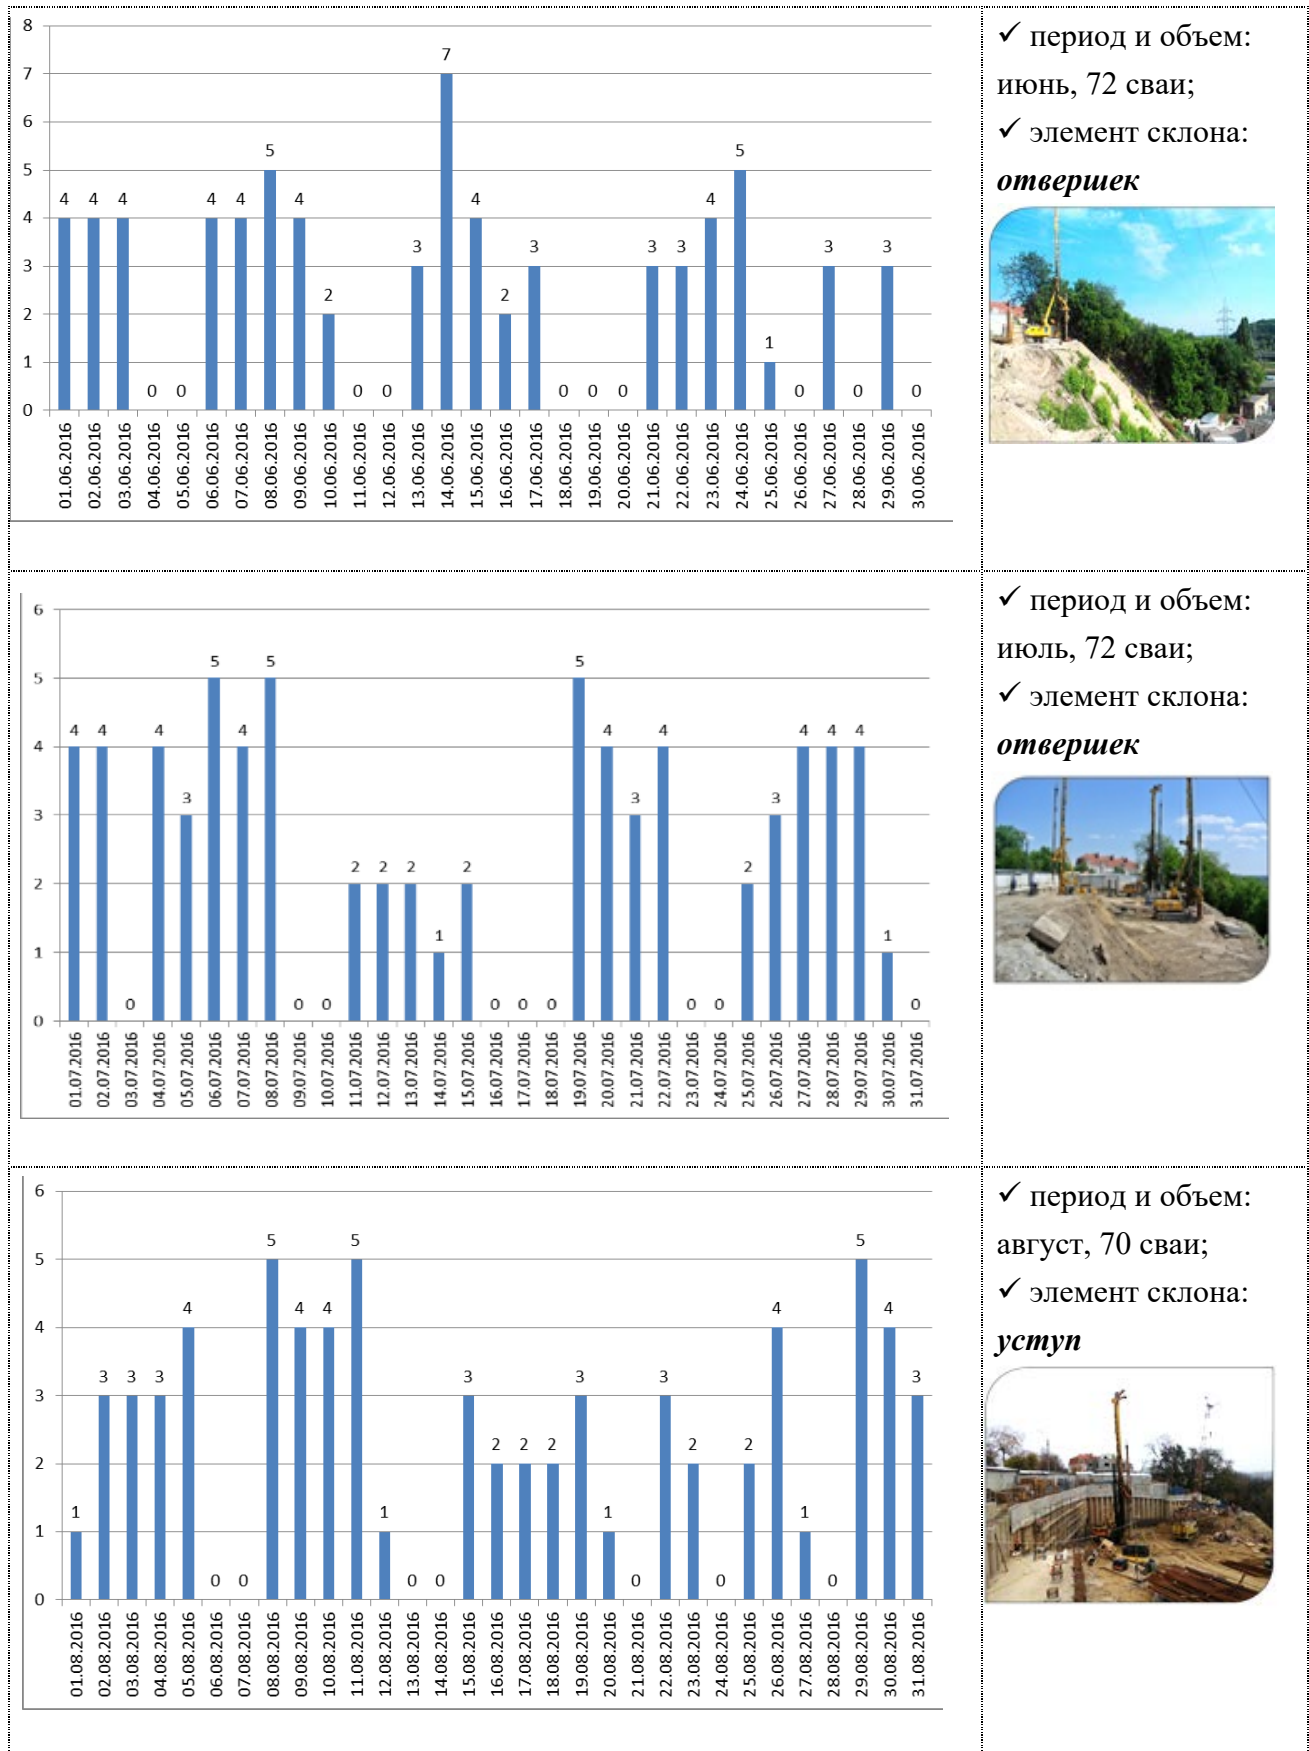 8
7
6
5
4
3
2
1
0
4 4 4 0 0 4 4 5 4 2 0 0 3 7 4 2 3 0 0 0 3 3 4 5 1 0 3 0 3 0
01.06.2016 02.06.2016 03.06.2016 04.06.2016 05.06.2016 06.06.2016 07.06.2016 08.06.2016 09.06.2016 10.06.2016 11.06.2016 12.06.2016 13.06.2016 14.06.2016 15.06.2016 16.06.2016 17.06.2016 18.06.2016 19.06.2016 20.06.2016 21.06.2016 22.06.2016 23.06.2016 24.06.2016 25.06.2016 26.06.2016 27.06.2016 28.06.2016 29.06.2016 30.06.2016
✓ период и объем:
июнь, 72 сваи;
✓ элемент склона:
отвершек
6
5
4
3
2
1
0
4 4 0 4 3 5 4 5 0 0 2 2 2 1 2 0 0 0 5 4 3 4 0 0 2 3 4 4 4 1 0
01.07.2016 02.07.2016 03.07.2016 04.07.2016 05.07.2016 06.07.2016 07.07.2016 08.07.2016 09.07.2016 10.07.2016 11.07.2016 12.07.2016 13.07.2016 14.07.2016 15.07.2016 16.07.2016 17.07.2016 18.07.2016 19.07.2016 20.07.2016 21.07.2016 22.07.2016 23.07.2016 24.07.2016 25.07.2016 26.07.2016 27.07.2016 28.07.2016 29.07.2016 30.07.2016 31.07.2016
✓ период и объем:
июль, 72 сваи;
✓ элемент склона:
отвершек
6
5
4
3
2
1
0
1 3 3 3 4 0 0 5 4 4 5 1 0 0 3 2 2 2 3 1 0 3 2 0 2 4 1 0 5 4 3
01.08.2016 02.08.2016 03.08.2016 04.08.2016 05.08.2016 06.08.2016 07.08.2016 08.08.2016 09.08.2016 10.08.2016 11.08.2016 12.08.2016 13.08.2016 14.08.2016 15.08.2016 16.08.2016 17.08.2016 18.08.2016 19.08.2016 20.08.2016 21.08.2016 22.08.2016 23.08.2016 24.08.2016 25.08.2016 26.08.2016 27.08.2016 28.08.2016 29.08.2016 30.08.2016 31.08.2016
✓ период и объем:
август, 70 сваи;
✓ элемент склона:
уступ